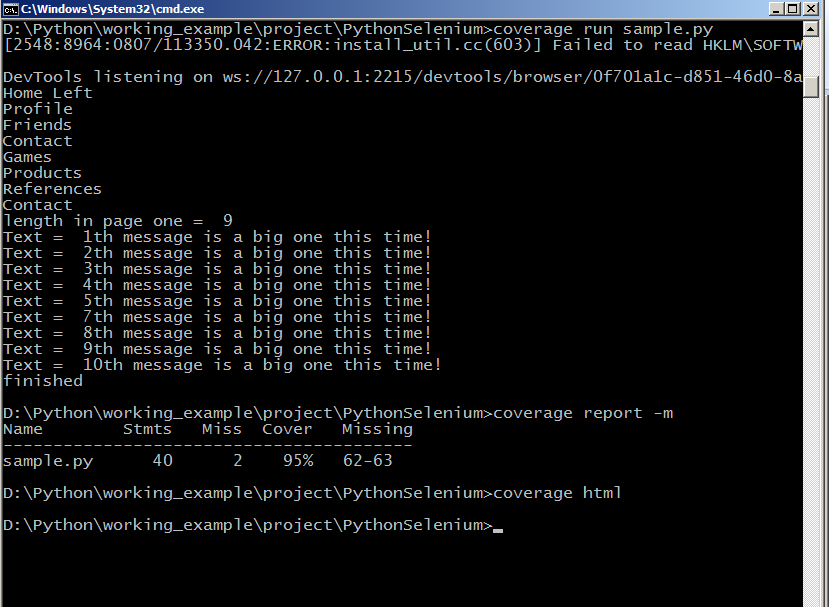 C:\Windows\System32\cmd.exe
D:\Python\working_example\project\PythonSelenium>coverage run sample.py
[2548:8964:0807/113350.042:ERROR:install_util.cc(603)] Failed to read HKLM\SOFTW
DevTools listening on ws://127.0.0.1:2215/devtools/browser/0f701a1c-d851-46d0-8a
Home Left
Profile
Friends
Contact
Games
Products
References
Contact
length in page one =  9
Text =  1th message is a big one this time!
Text =  2th message is a big one this time!
Text =  3th message is a big one this time!
Text =  4th message is a big one this time!
Text =  5th message is a big one this time!
Text =  7th message is a big one this time!
Text =  8th message is a big one this time!
Text =  9th message is a big one this time!
Text =  10th message is a big one this time!
finished
D:\Python\working_example\project\PythonSelenium>coverage report -m
Name        Stmts   Miss  Cover   Missing
-----------------------------------------
sample.py      40      2    95%   62-63
D:\Python\working_example\project\PythonSelenium>coverage html
D:\Python\working_example\project\PythonSelenium>